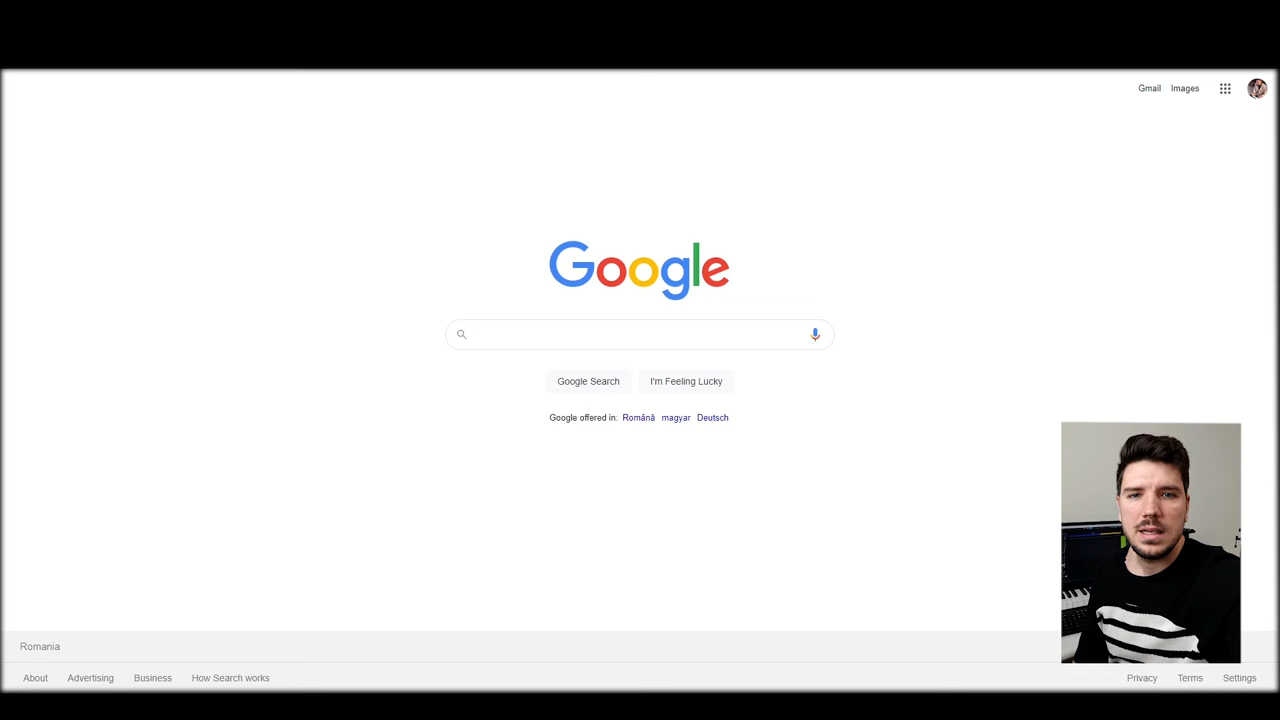 Gmail Images
Google
Google Search I'm Feeling Lucky
Google offered in: Română magyar Deutsch
Romania
About Advertising Business How Search works Privacy Terms Settings